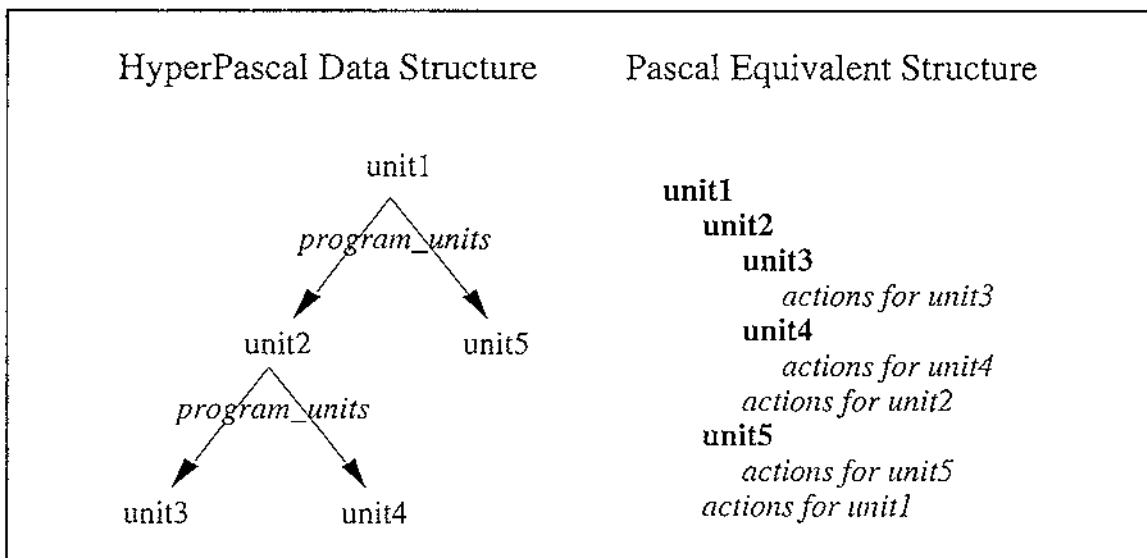 HyperPascal Data Structure
unit1
program_units
unit2
unit5
program_units
unit3
unit4
Pascal Equivalent Structure
unit1
unit2
unit3
actions for unit3
unit4
actions for unit4
actions for unit2
unit5
actions for unit5
actions for unit1